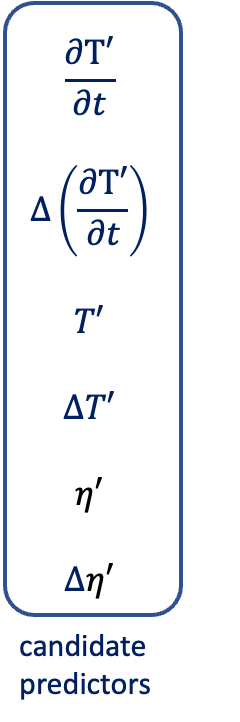 ∂T′/∂t
Δ(∂T′/∂t)
T′
ΔT′
η′
Δη′
candidate
predictors